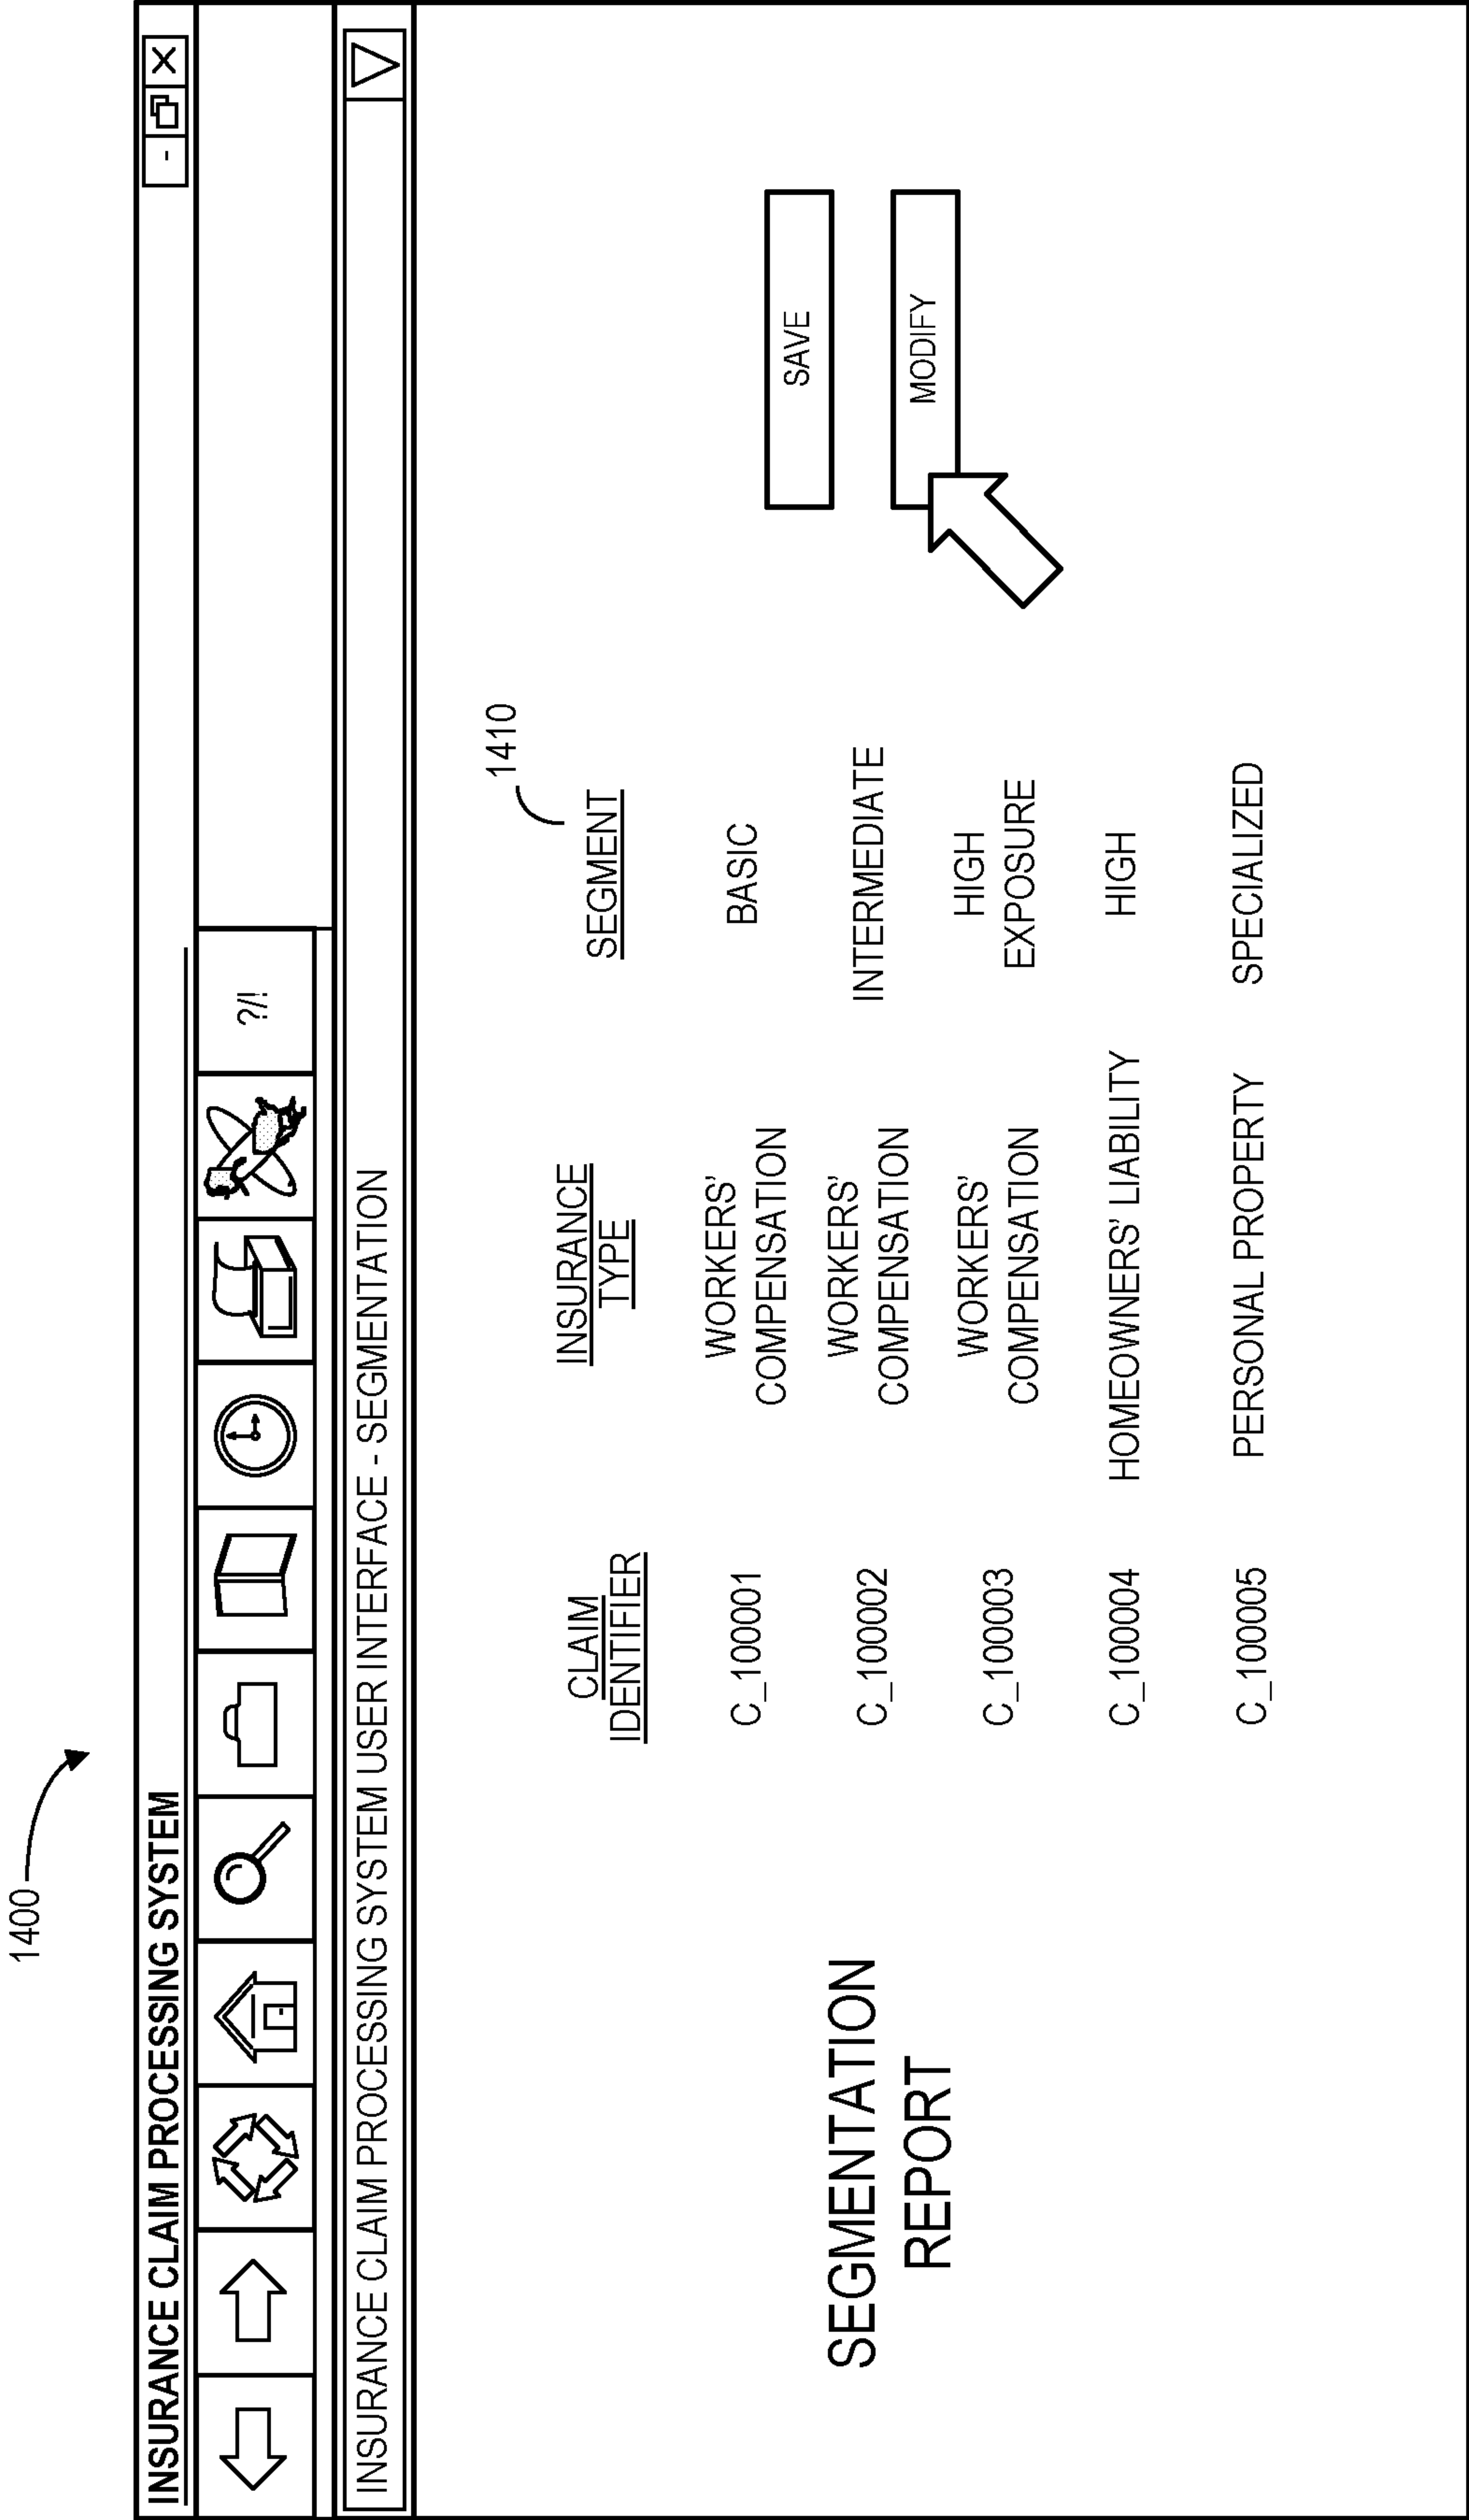 1400
INSURANCE CLAIM PROCESSING SYSTEM
- X
?/!
INSURANCE CLAIM PROCESSING SYSTEM USER INTERFACE - SEGMENTATION
1410
SEGMENTATION
REPORT
CLAIM
IDENTIFIER
INSURANCE
TYPE
SEGMENT
C_100001
WORKERS’
COMPENSATION
BASIC
C_100002
WORKERS’
COMPENSATION
INTERMEDIATE
C_100003
WORKERS’
COMPENSATION
HIGH
EXPOSURE
C_100004
HOMEOWNERS’ LIABILITY
HIGH
C_100005
PERSONAL PROPERTY
SPECIALIZED
SAVE
MODIFY